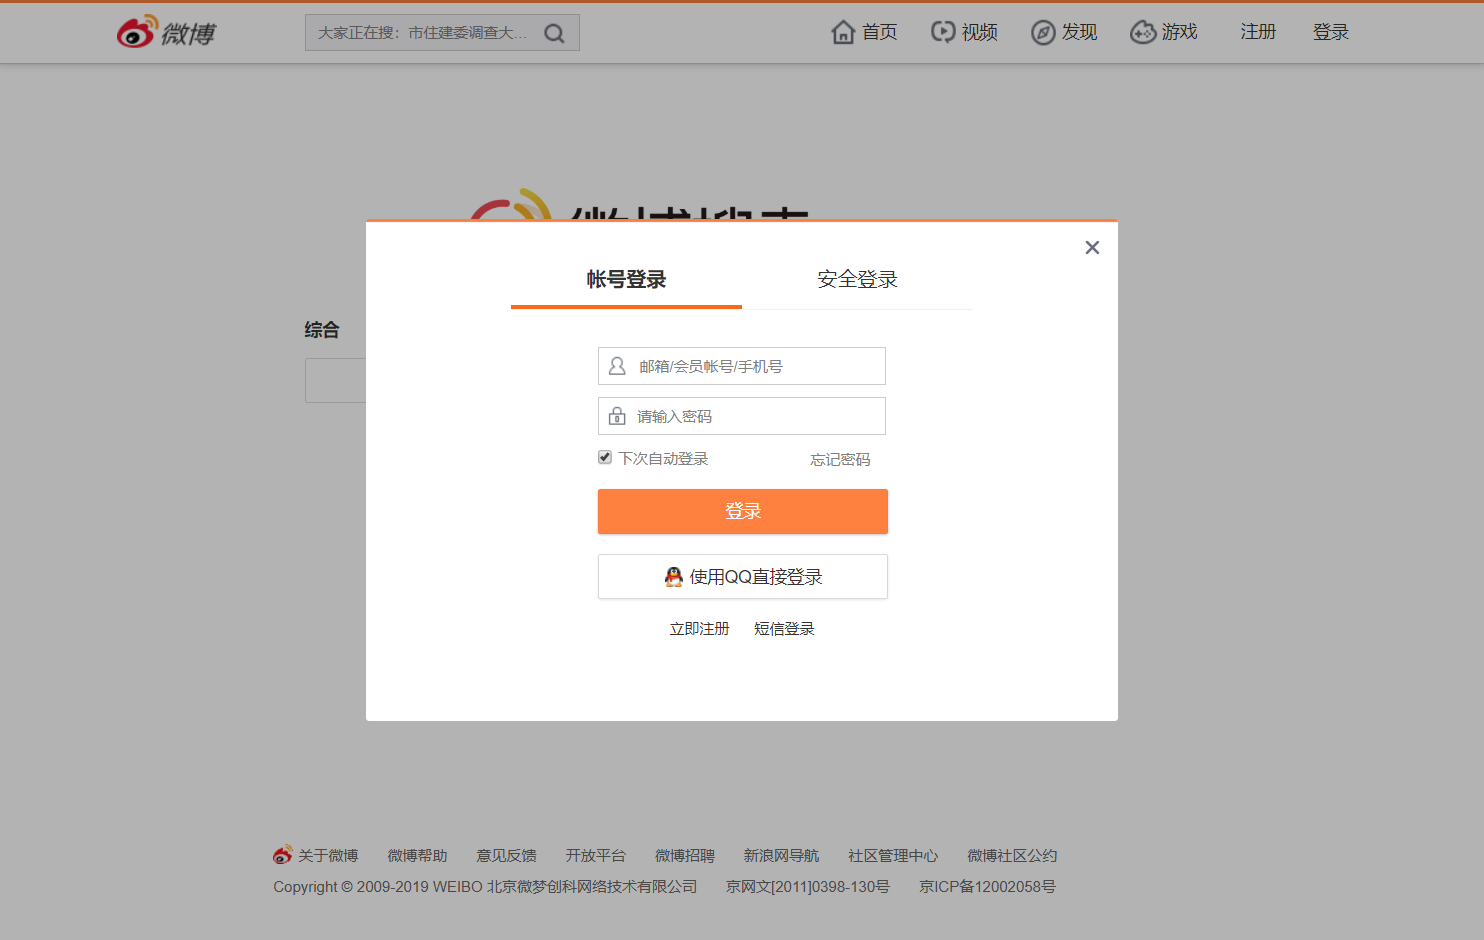 微博 大家正在搜：市住建委调查大... 首页 视频 发现 游戏 注册 登录
微博搜索
帐号登录 安全登录
综合
邮箱/会员帐号/手机号
请输入密码
下次自动登录 忘记密码
登录
使用QQ直接登录
立即注册 短信登录
关于微博 微博帮助 意见反馈 开放平台 微博招聘 新浪网导航 社区管理中心 微博社区公约
Copyright © 2009-2019 WEIBO 北京微梦创科网络技术有限公司 京网文[2011]0398-130号 京ICP备12002058号